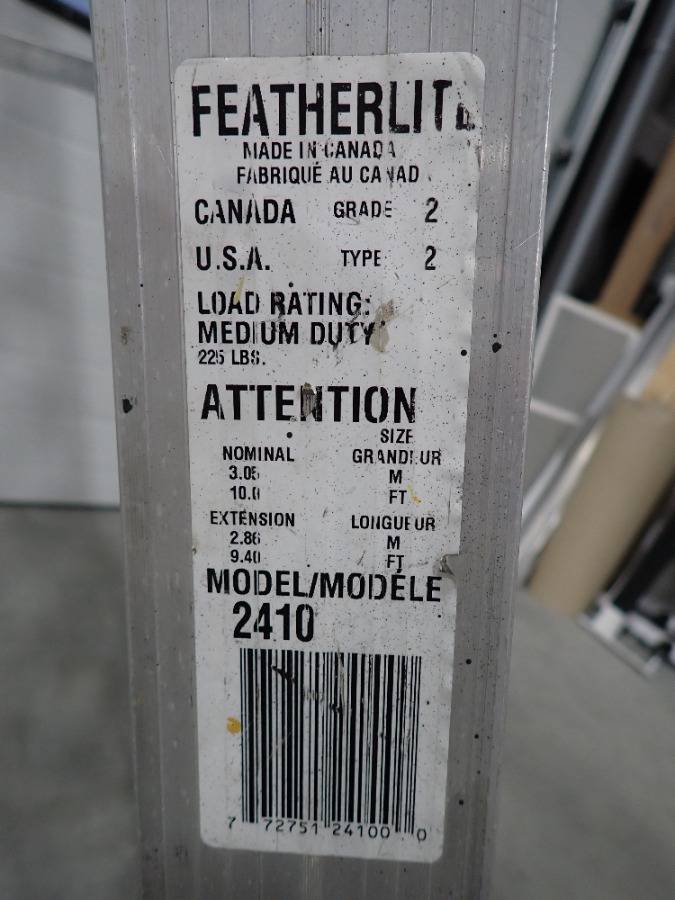 FEATHERLITE
MADE IN CANADA
FABRIQUÉ AU CANADA
CANADA GRADE 2
U.S.A. TYPE 2
LOAD RATING:
MEDIUM DUTY
225 LBS.
ATTENTION
SIZE
NOMINAL GRANDEUR
3.05 M
10.0 FT
EXTENSION LONGUEUR
2.86 M
9.40 FT
MODEL/MODÉLE
2410
7 72751 24100 0